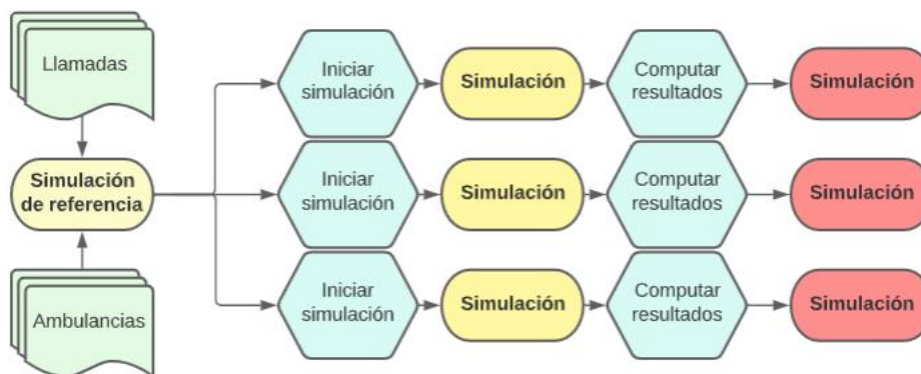 Llamadas
Simulación
de referencia
Ambulancias
Iniciar
simulación
Simulación
Computar
resultados
Simulación
Iniciar
simulación
Simulación
Computar
resultados
Simulación
Iniciar
simulación
Simulación
Computar
resultados
Simulación